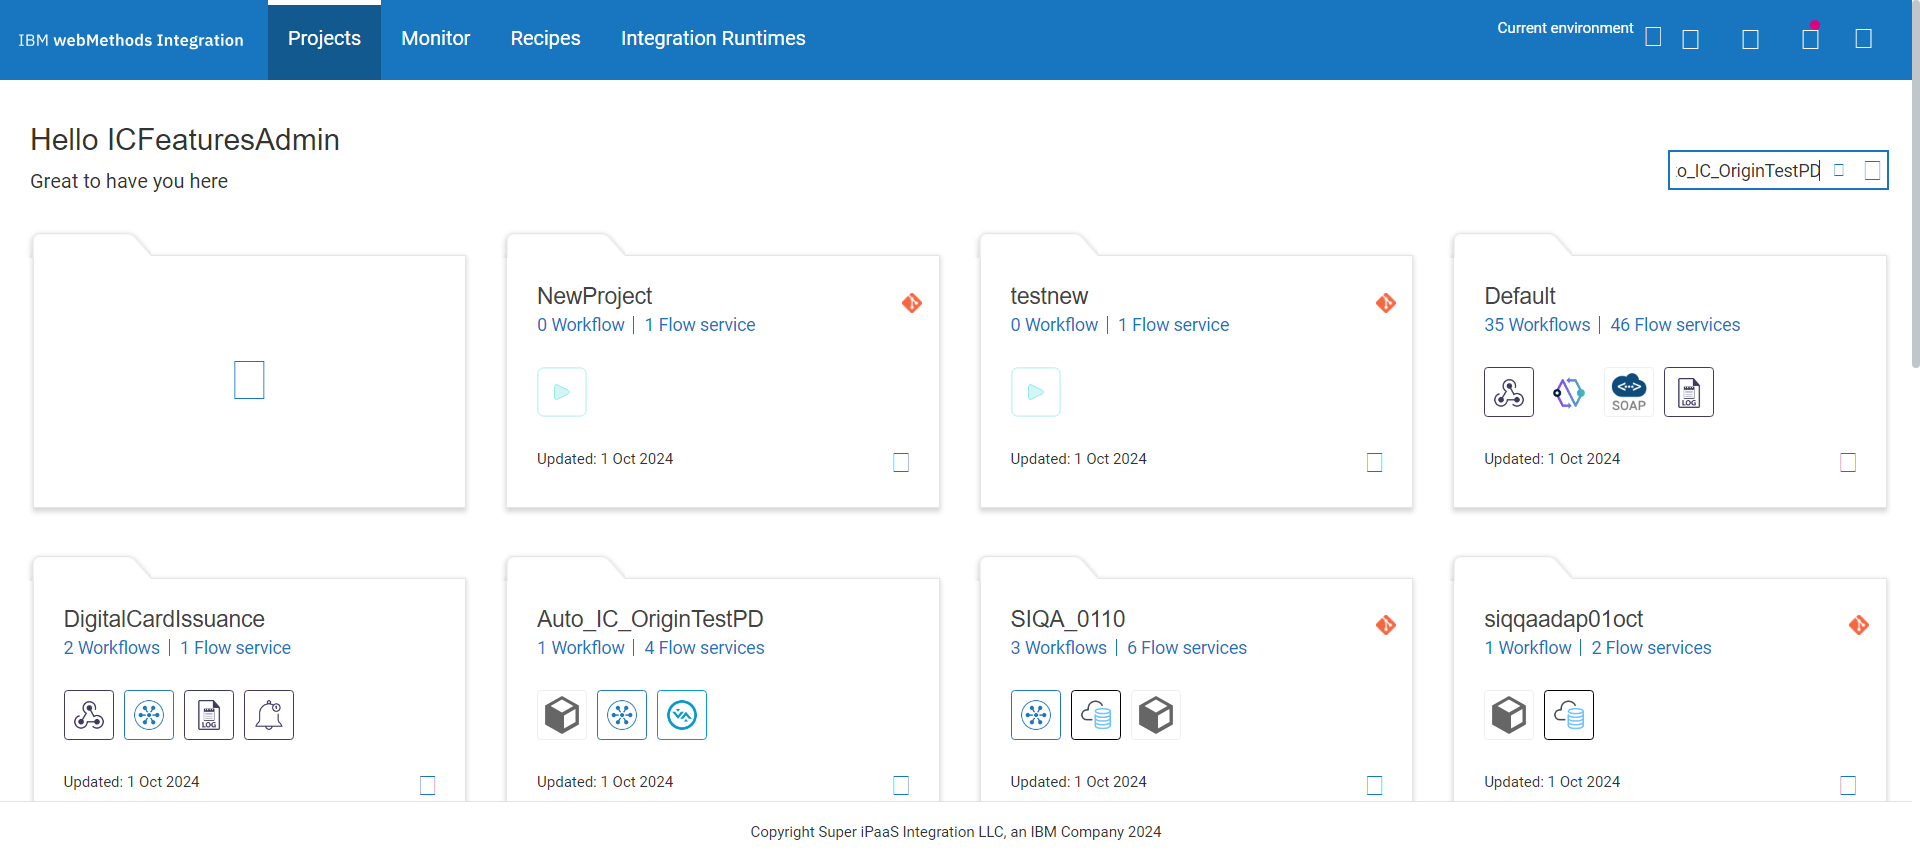 IBM webMethods Integration
Projects
Monitor
Recipes
Integration Runtimes
Current environment
Hello ICFeaturesAdmin
Great to have you here
o_IC_OriginTestPD
NewProject
0 Workflow | 1 Flow service
Updated: 1 Oct 2024
testnew
0 Workflow | 1 Flow service
Updated: 1 Oct 2024
Default
35 Workflows | 46 Flow services
SOAP
LOG
Updated: 1 Oct 2024
DigitalCardIssuance
2 Workflows | 1 Flow service
LOG
Updated: 1 Oct 2024
Auto_IC_OriginTestPD
1 Workflow | 4 Flow services
Updated: 1 Oct 2024
SIQA_0110
3 Workflows | 6 Flow services
Updated: 1 Oct 2024
siqqaadap01oct
1 Workflow | 2 Flow services
Updated: 1 Oct 2024
Copyright Super iPaaS Integration LLC, an IBM Company 2024